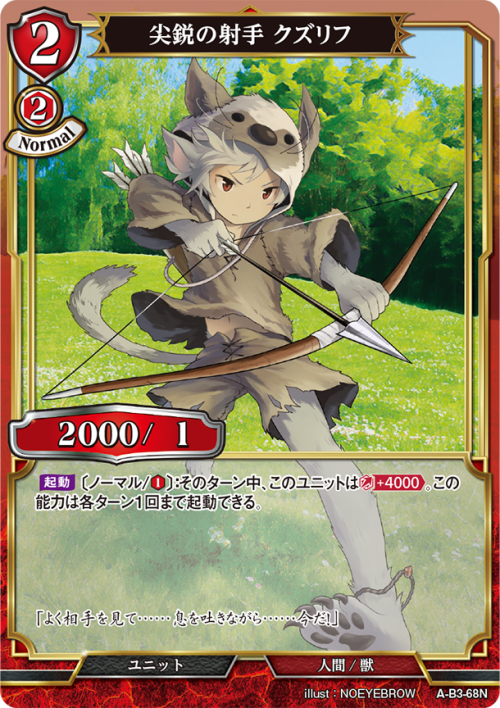 2
尖鋭の射手 クズリフ
2
Normal
2000/ 1
起動 〔ノーマル/1〕:そのターン中、このユニットは+4000。この
能力は各ターン1回まで起動できる。
「よく相手を見て……息を吐きながら……今だ!」
ユニット
人間/獣
illust:NOEYEBROW A-B3-68N